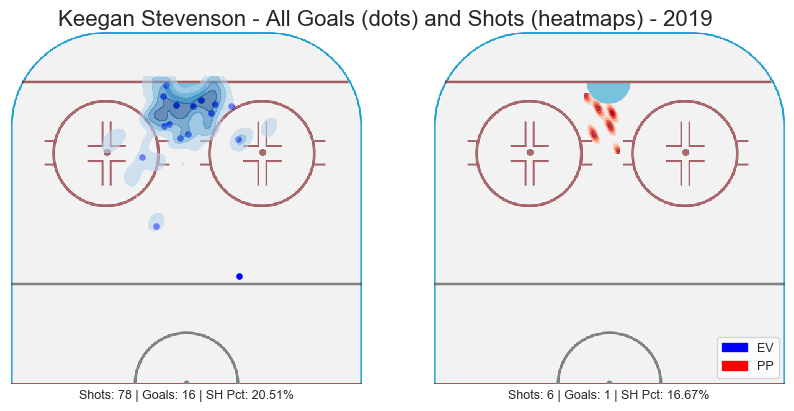 Keegan Stevenson - All Goals (dots) and Shots (heatmaps) - 2019
EV
PP
Shots: 78 | Goals: 16 | SH Pct: 20.51%
Shots: 6 | Goals: 1 | SH Pct: 16.67%